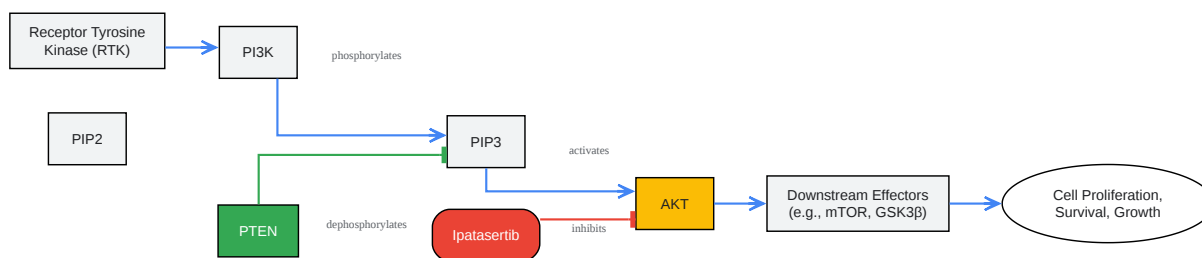 Receptor Tyrosine
Kinase (RTK)
PI3K
phosphorylates
PIP2
PIP3
activates
PTEN
dephosphorylates
Ipatasertib
inhibits
AKT
Downstream Effectors
(e.g., mTOR, GSK3β)
Cell Proliferation,
Survival, Growth